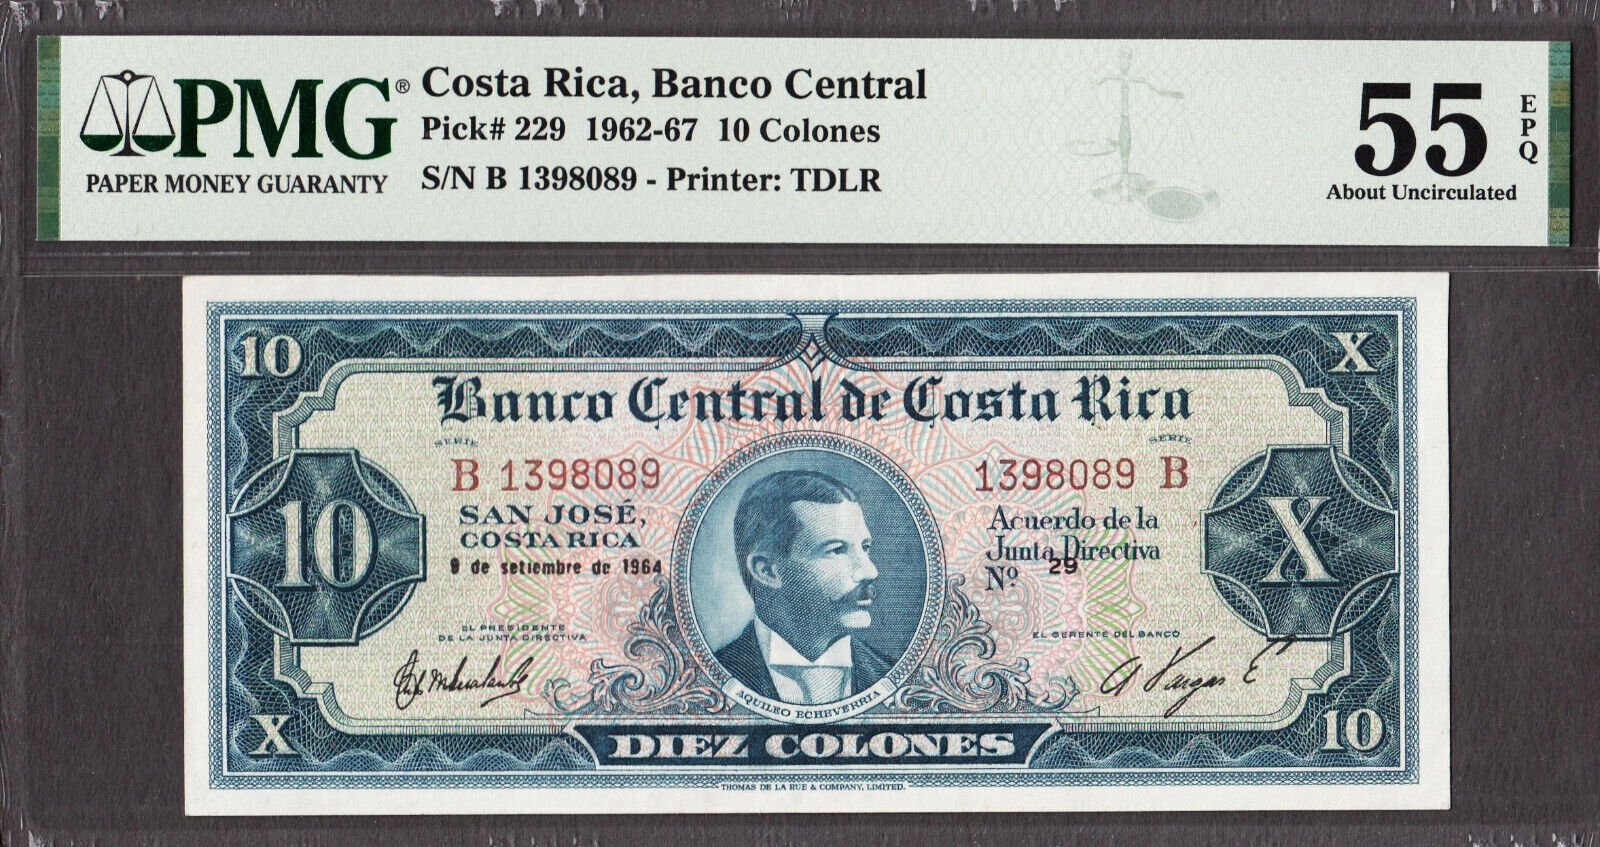 PMG®
PAPER MONEY GUARANTY
Costa Rica, Banco Central
Pick# 229 1962-67 10 Colones
S/N B 1398089 - Printer: TDLR
55
EPQ
About Uncirculated
10
X
Banco Central de Costa Rica
SERIE
SERIE
B 1398089
1398089 B
SAN JOSÉ,
COSTA RICA
9 de setiembre de 1964
Acuerdo de la
Junta Directiva
Nº 29
10
X
EL PRESIDENTE
DE LA JUNTA DIRECTIVA
EL GERENTE DEL BANCO
A Vargas E
AQUILEO ECHEVERRIA
X
10
DIEZ COLONES
THOMAS DE LA RUE & COMPANY, LIMITED.